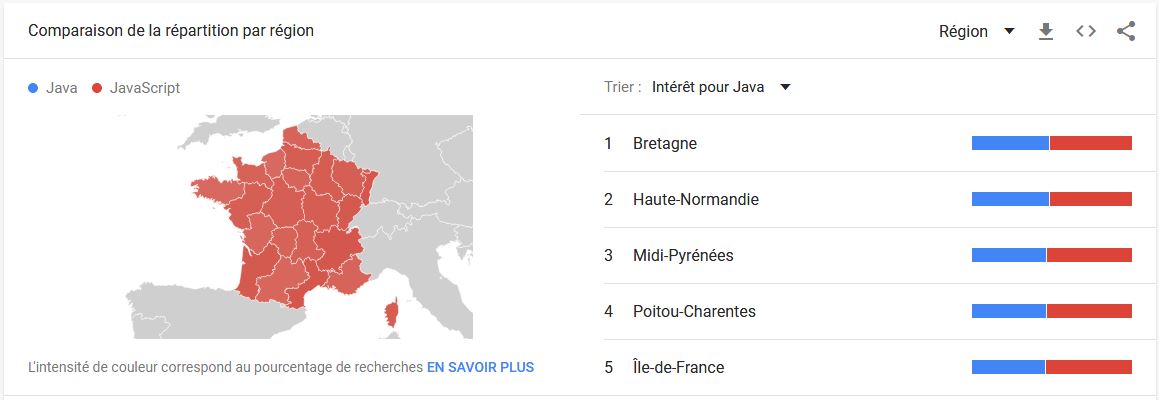 Comparaison de la répartition par région
Région
Java JavaScript
Trier : Intérêt pour Java
1 Bretagne
2 Haute-Normandie
3 Midi-Pyrénées
4 Poitou-Charentes
5 Île-de-France
L'intensité de couleur correspond au pourcentage de recherches EN SAVOIR PLUS